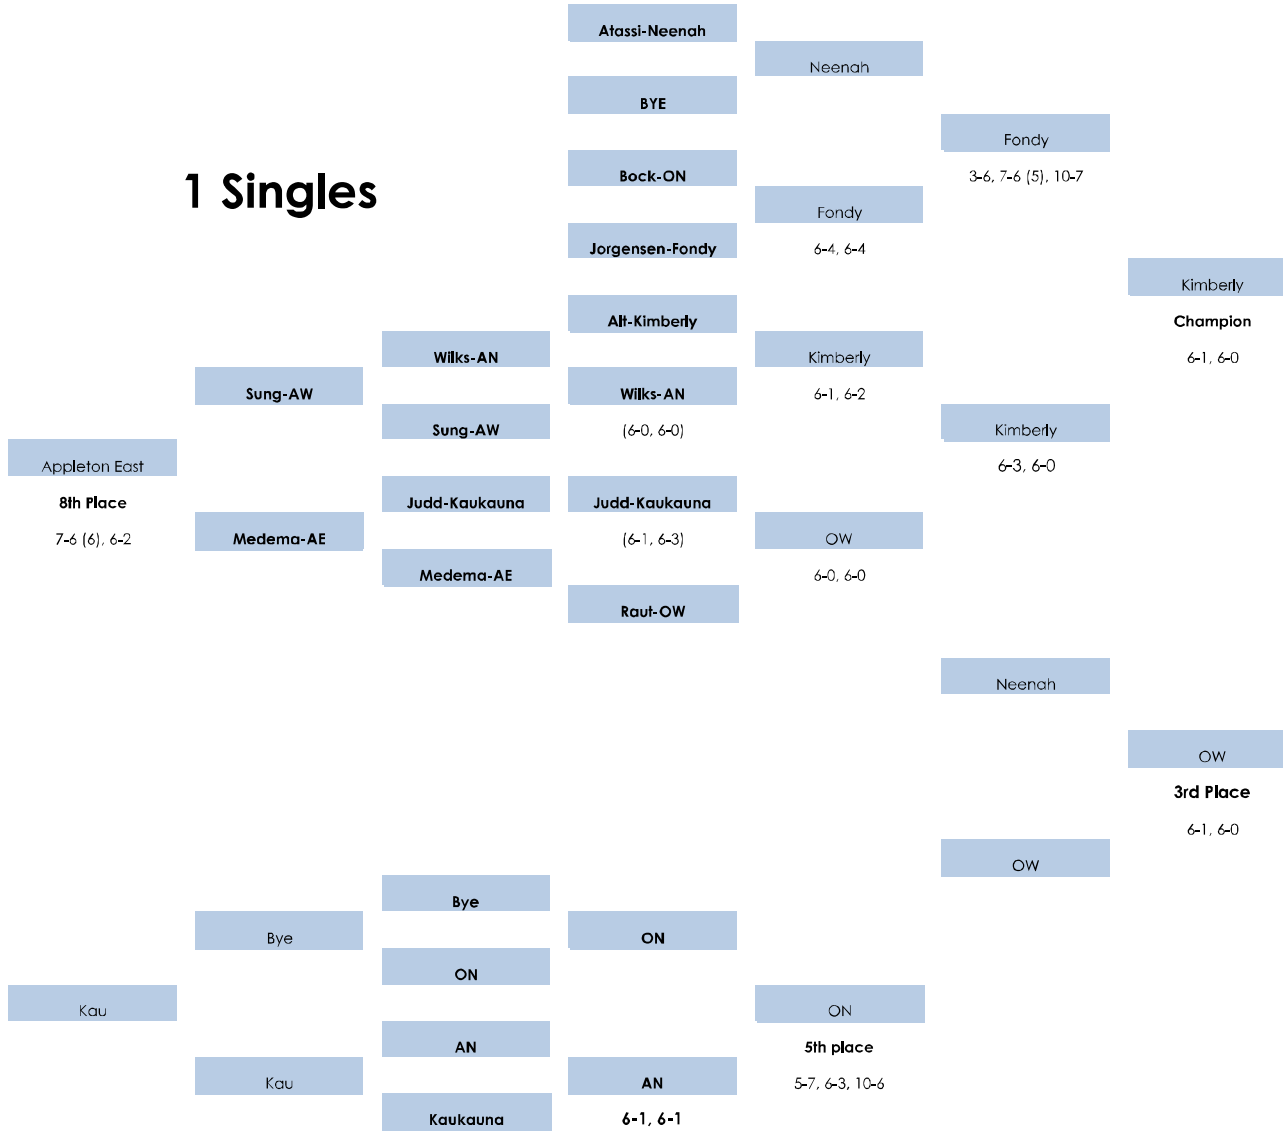 Atassi-Neenah
Neenah
BYE
Fondy
3-6, 7-6 (5), 10-7
1 Singles
Bock-ON
Fondy
6-4, 6-4
Jorgensen-Fondy
Kimberly
Champion
6-1, 6-0
Alt-Kimberly
Wilks-AN
Kimberly
6-1, 6-2
Sung-AW
Wilks-AN
(6-0, 6-0)
Sung-AW
Kimberly
6-3, 6-0
Appleton East
8th Place
7-6 (6), 6-2
Judd-Kaukauna
Judd-Kaukauna
(6-1, 6-3)
Medema-AE
OW
6-0, 6-0
Medema-AE
Raut-OW
Neenah
OW
3rd Place
6-1, 6-0
OW
Bye
Bye
ON
ON
Kau
ON
5th place
5-7, 6-3, 10-6
AN
Kau
AN
6-1, 6-1
Kaukauna